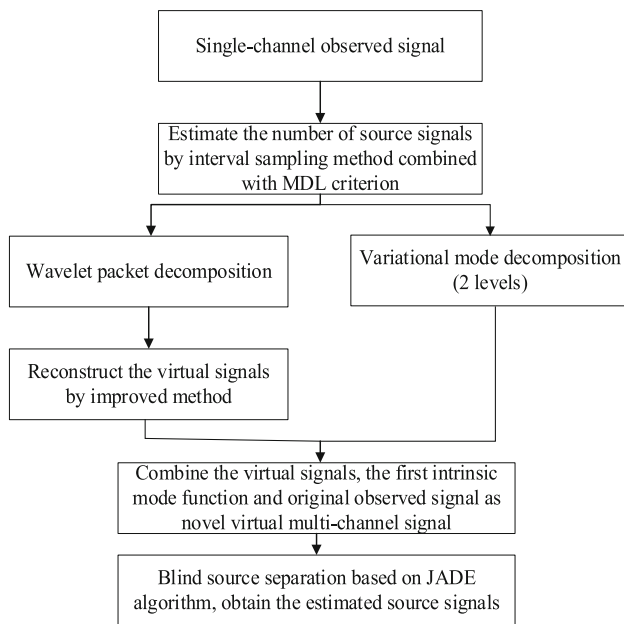 Single-channel observed signal
Estimate the number of source signals
by interval sampling method combined
with MDL criterion
Wavelet packet decomposition
Variational mode decomposition
(2 levels)
Reconstruct the virtual signals
by improved method
Combine the virtual signals, the first intrinsic
mode function and original observed signal as
novel virtual multi-channel signal
Blind source separation based on JADE
algorithm, obtain the estimated source signals